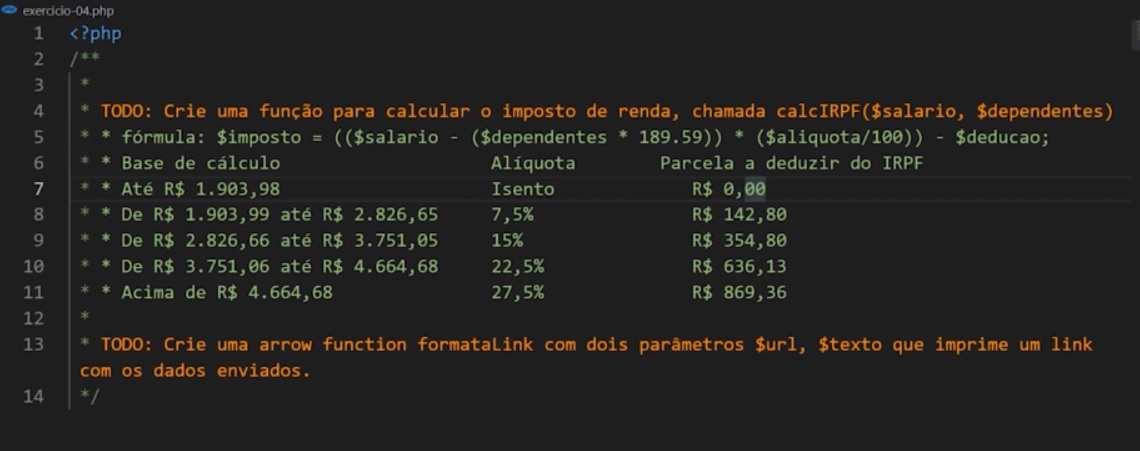 php exercicio-04.php
1 <?php
2 /**
3 *
4 * TODO: Crie uma função para calcular o imposto de renda, chamada calcIRPF($salario, $dependentes)
5 * * fórmula: $imposto = (($salario - ($dependentes * 189.59)) * ($aliquota/100)) - $deducao;
6 * * Base de cálculo Alíquota Parcela a deduzir do IRPF
7 * * Até R$ 1.903,98 Isento R$ 0,00
8 * * De R$ 1.903,99 até R$ 2.826,65 7,5% R$ 142,80
9 * * De R$ 2.826,66 até R$ 3.751,05 15% R$ 354,80
10 * * De R$ 3.751,06 até R$ 4.664,68 22,5% R$ 636,13
11 * * Acima de R$ 4.664,68 27,5% R$ 869,36
12 *
13 * TODO: Crie uma arrow function formataLink com dois parâmetros $url, $texto que imprime um link
com os dados enviados.
14 */